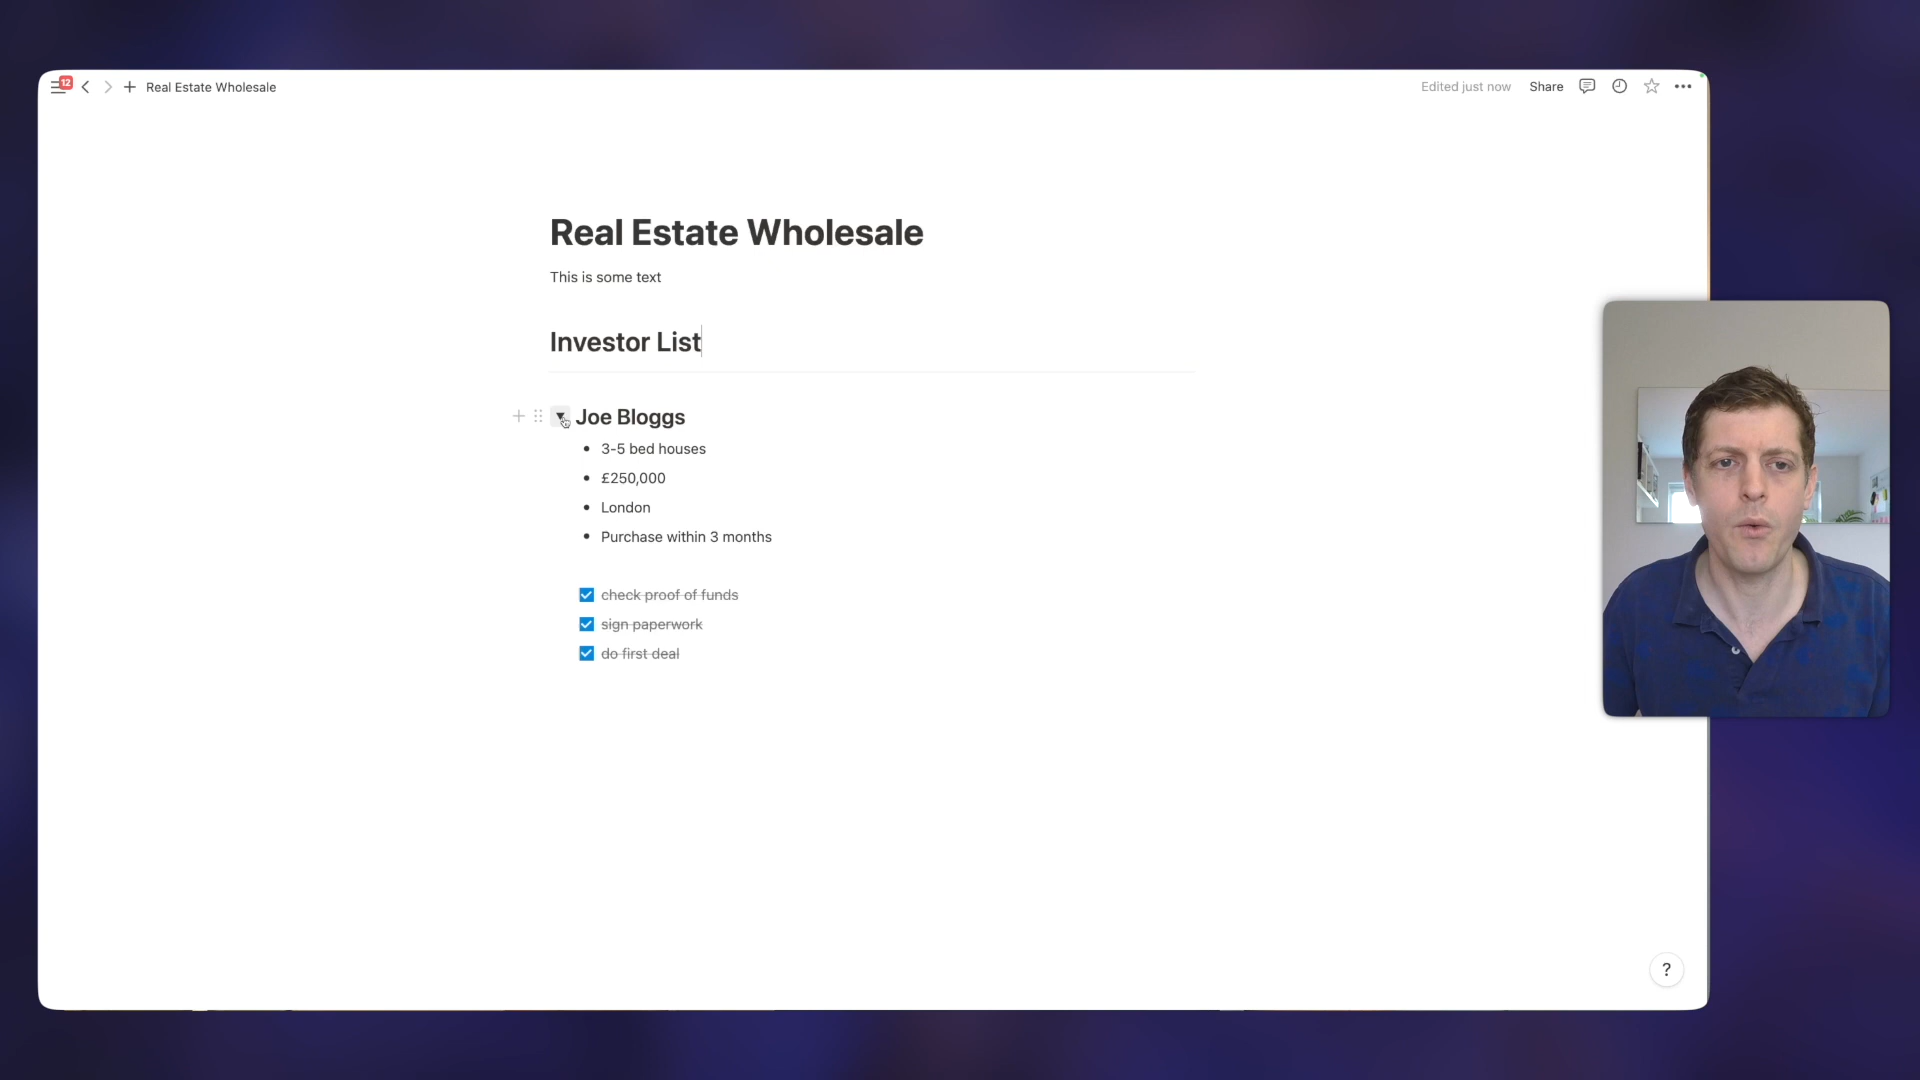 12
Real Estate Wholesale
Edited just now
Share
Real Estate Wholesale
This is some text
Investor List
Joe Bloggs
3-5 bed houses
£250,000
London
Purchase within 3 months
check proof of funds
sign paperwork
do first deal
?